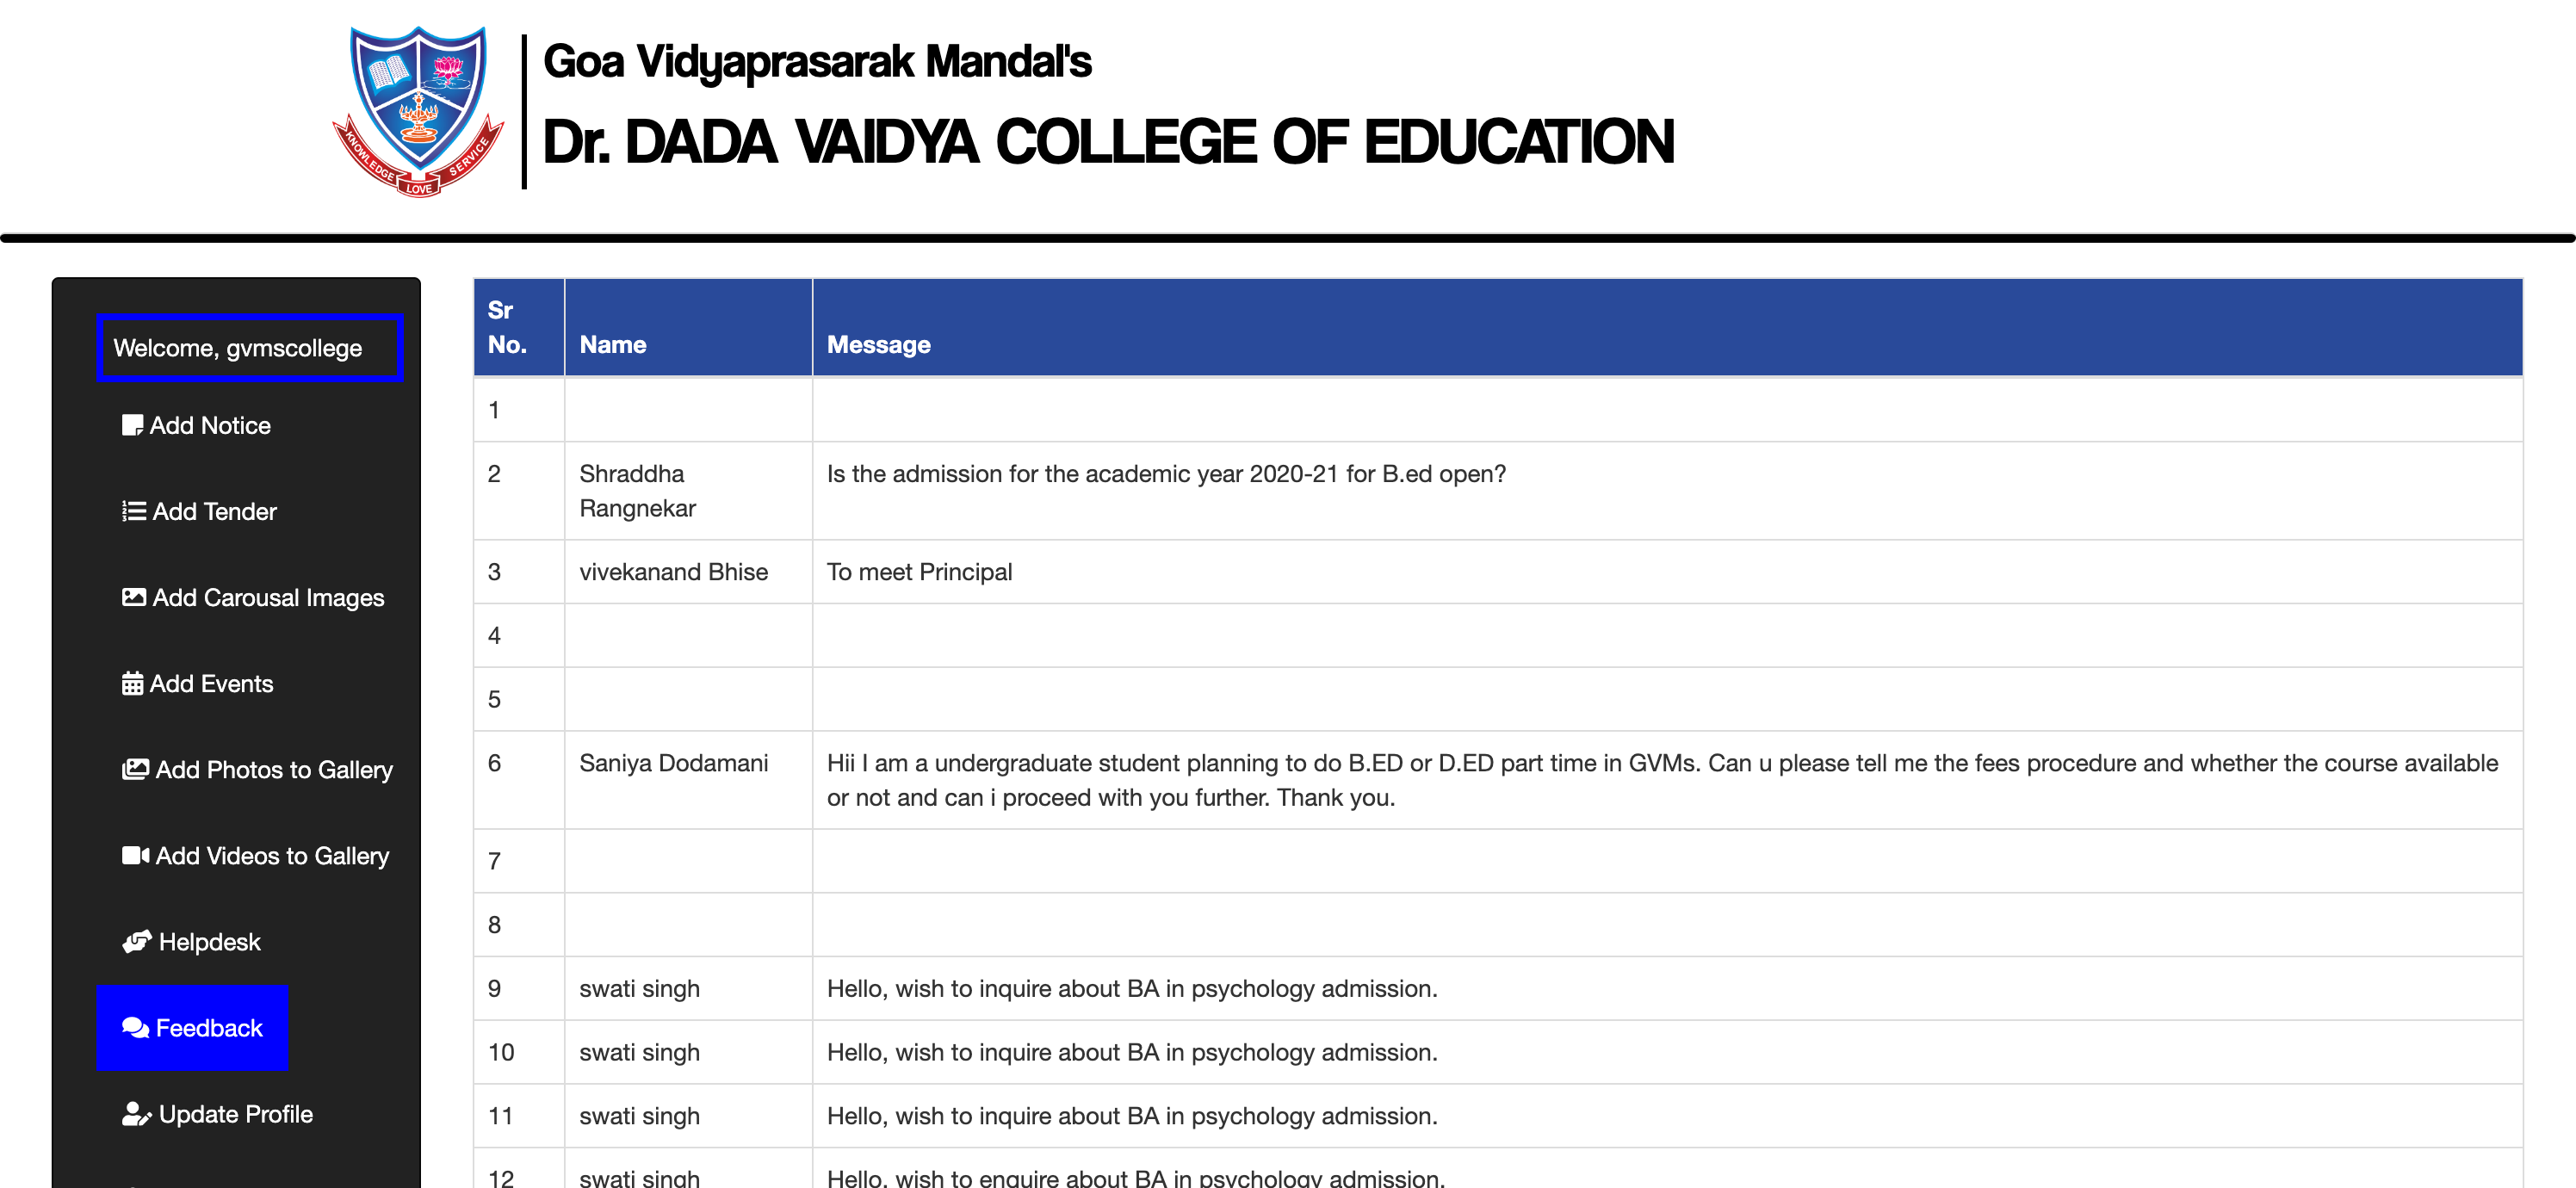 Goa Vidyaprasarak Mandal's
Dr. DADA VAIDYA COLLEGE OF EDUCATION
KNOWLEDGE LOVE SERVICE
Welcome, gvmscollege
Add Notice
Add Tender
Add Carousal Images
Add Events
Add Photos to Gallery
Add Videos to Gallery
Helpdesk
Feedback
Update Profile
Sr No. Name Message
1
2 Shraddha Rangnekar Is the admission for the academic year 2020-21 for B.ed open?
3 vivekanand Bhise To meet Principal
4
5
6 Saniya Dodamani Hii I am a undergraduate student planning to do B.ED or D.ED part time in GVMs. Can u please tell me the fees procedure and whether the course available
or not and can i proceed with you further. Thank you.
7
8
9 swati singh Hello, wish to inquire about BA in psychology admission.
10 swati singh Hello, wish to inquire about BA in psychology admission.
11 swati singh Hello, wish to inquire about BA in psychology admission.
12 swati singh Hello, wish to enquire about BA in psychology admission.